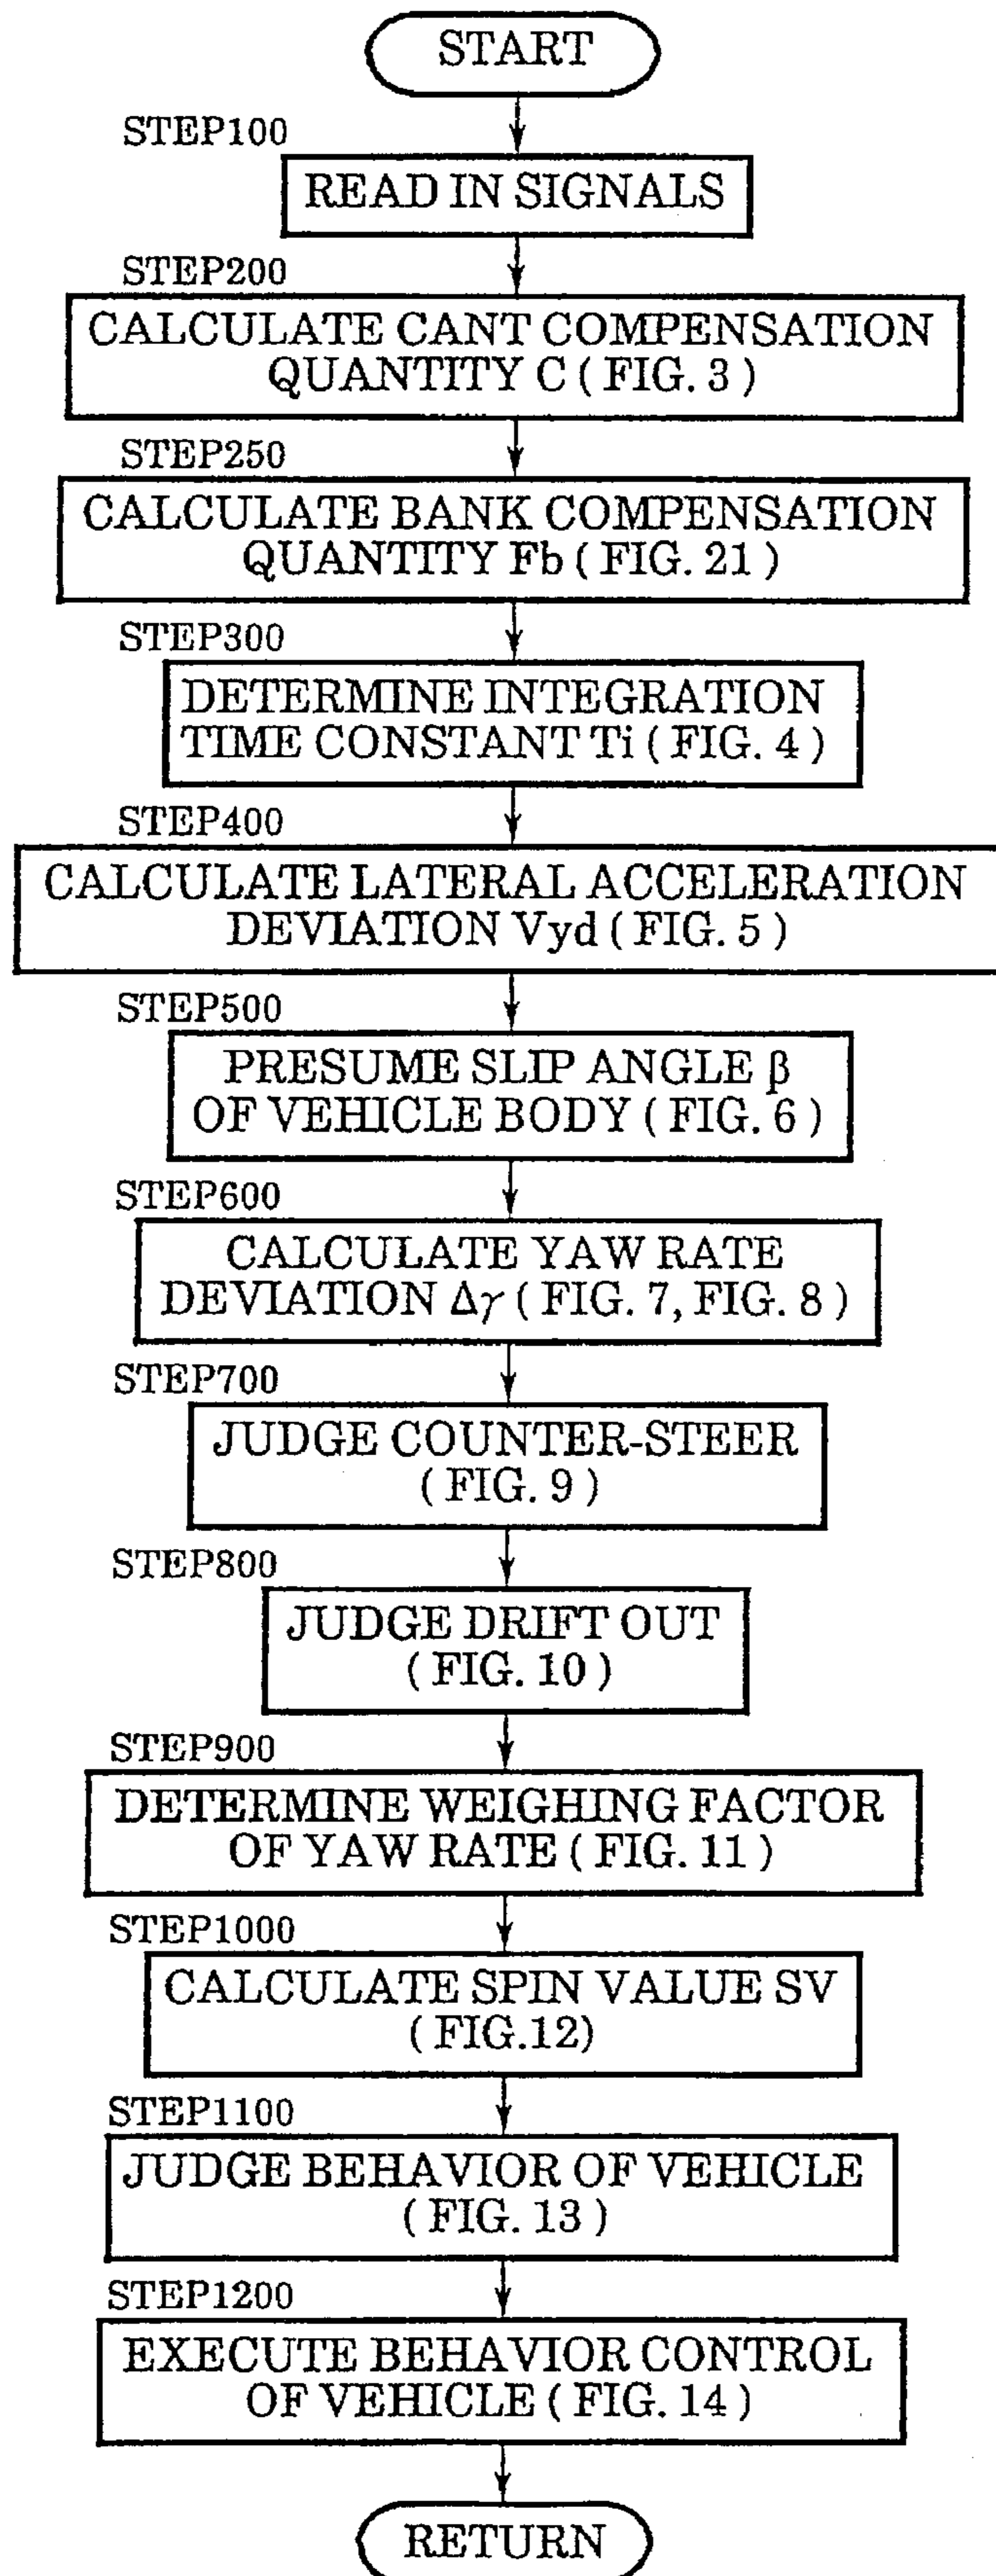 START
STEP100
READ IN SIGNALS
STEP200
CALCULATE CANT COMPENSATION
QUANTITY C ( FIG. 3 )
STEP250
CALCULATE BANK COMPENSATION
QUANTITY Fb ( FIG. 21 )
STEP300
DETERMINE INTEGRATION
TIME CONSTANT Ti ( FIG. 4 )
STEP400
CALCULATE LATERAL ACCELERATION
DEVIATION Vyd ( FIG. 5 )
STEP500
PRESUME SLIP ANGLE β
OF VEHICLE BODY ( FIG. 6 )
STEP600
CALCULATE YAW RATE
DEVIATION Δγ ( FIG. 7, FIG. 8 )
STEP700
JUDGE COUNTER-STEER
( FIG. 9 )
STEP800
JUDGE DRIFT OUT
( FIG. 10 )
STEP900
DETERMINE WEIGHING FACTOR
OF YAW RATE ( FIG. 11 )
STEP1000
CALCULATE SPIN VALUE SV
( FIG.12)
STEP1100
JUDGE BEHAVIOR OF VEHICLE
( FIG. 13 )
STEP1200
EXECUTE BEHAVIOR CONTROL
OF VEHICLE ( FIG. 14 )
RETURN